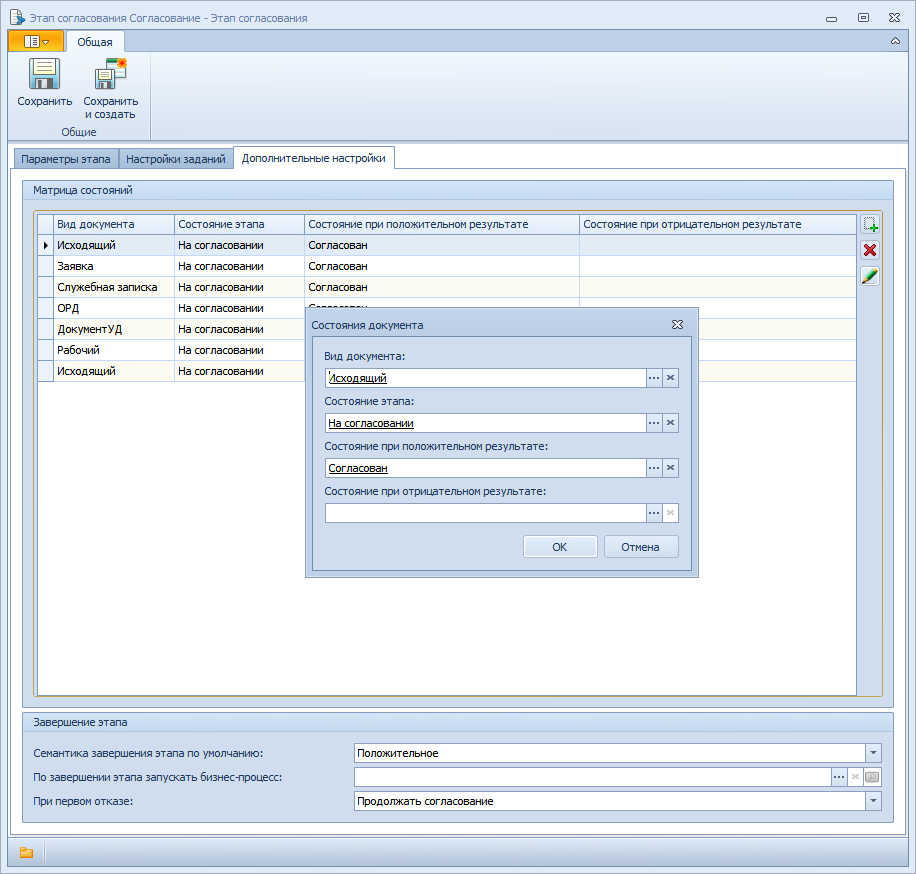 Этап согласования Согласование - Этап согласования
Общая
Сохранить
Сохранить и создать
Общие
Параметры этапа Настройки заданий Дополнительные настройки
Матрица состояний
Вид документа Состояние этапа Состояние при положительном результате Состояние при отрицательном результате
Исходящий На согласовании Согласован
Заявка На согласовании Согласован
Служебная записка На согласовании Согласован
ОРД На согласовании
ДокументУД На согласовании
Рабочий На согласовании
Исходящий На согласовании
Состояния документа
Вид документа:
Исходящий
Состояние этапа:
На согласовании
Состояние при положительном результате:
Согласован
Состояние при отрицательном результате:
OK Отмена
Завершение этапа
Семантика завершения этапа по умолчанию: Положительное
По завершении этапа запускать бизнес-процесс:
При первом отказе: Продолжать согласование